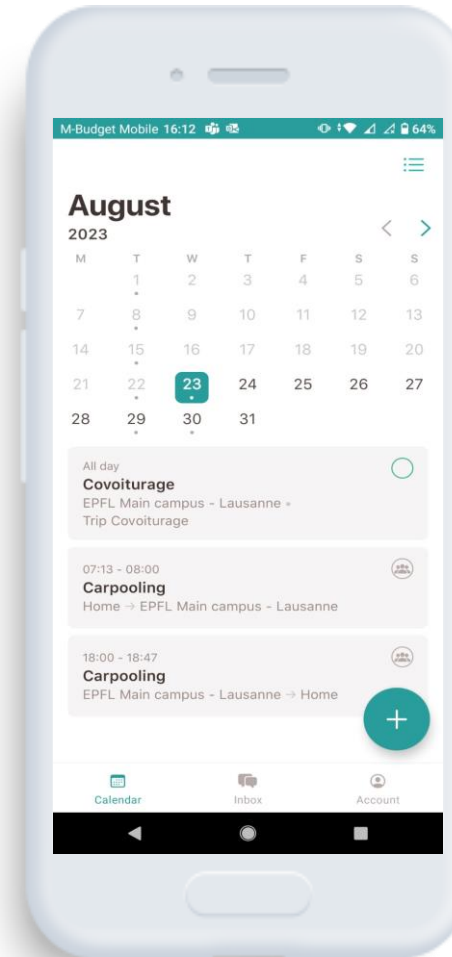 M-Budget Mobile 16:12 64%
August
2023
M T W T F S S
1 2 3 4 5 6
7 8 9 10 11 12 13
14 15 16 17 18 19 20
21 22 23 24 25 26 27
28 29 30 31
All day
Covoiturage
EPFL Main campus - Lausanne •
Trip Covoiturage
07:13 - 08:00
Carpooling
Home → EPFL Main campus - Lausanne
18:00 - 18:47
Carpooling
EPFL Main campus - Lausanne → Home
+
Calendar Inbox Account